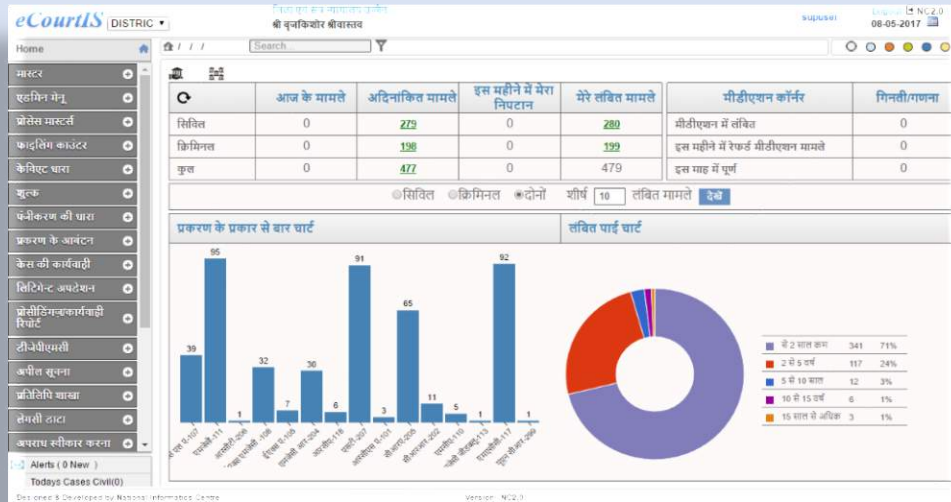 eCourtIS DISTRIC
श्री बृजकिशोर श्रीवास्तव
supuser
NC2.0
08-05-2017
Home
/ / /
Search
मास्टर
एडमिन मेनू
प्रोसेस मास्टर्स
फाइलिंग काउंटर
केविएट धारा
शुल्क
पंजीकरण की धारा
प्रकरण के आबंटन
केस की कार्यवाही
लिटिगेन्ट अपडेशन
प्रोसीडिंगज/कार्यवाही
रिपोर्ट
टीजेपीएमसी
अपील सूचना
प्रतिलिपि शाखा
लेगसी डाटा
अपराध स्वीकार करना
Alerts ( 0 New )
Todays Cases Civil(0)
आज के मामले अदिनांकित मामले इस महीने में मेरा निपटान मेरे लंबित मामले मीडीएशन कॉर्नर गिनती/गणना
सिविल 0 279 0 280 मीडीएशन में लंबित 0
क्रिमिनल 0 198 0 199 इस महीने में रेफर्ड मीडीएशन मामले 0
कुल 0 477 0 479 इस माह में पूर्ण 0
सिविल क्रिमिनल दोनों शीर्ष 10 लंबित मामले देखें
प्रकरण के प्रकार से बार चार्ट
लंबित पाई चार्ट
39 95 1 32 7 30 6 91 3 65 11 5 1 92 1
से 2 साल कम 341 71%
2 से 5 वर्ष 117 24%
5 से 10 साल 12 3%
10 से 15 वर्ष 6 1%
15 साल से अधिक 3 1%
Designed & Developed by National Informatics Centre
Version : NC2.0